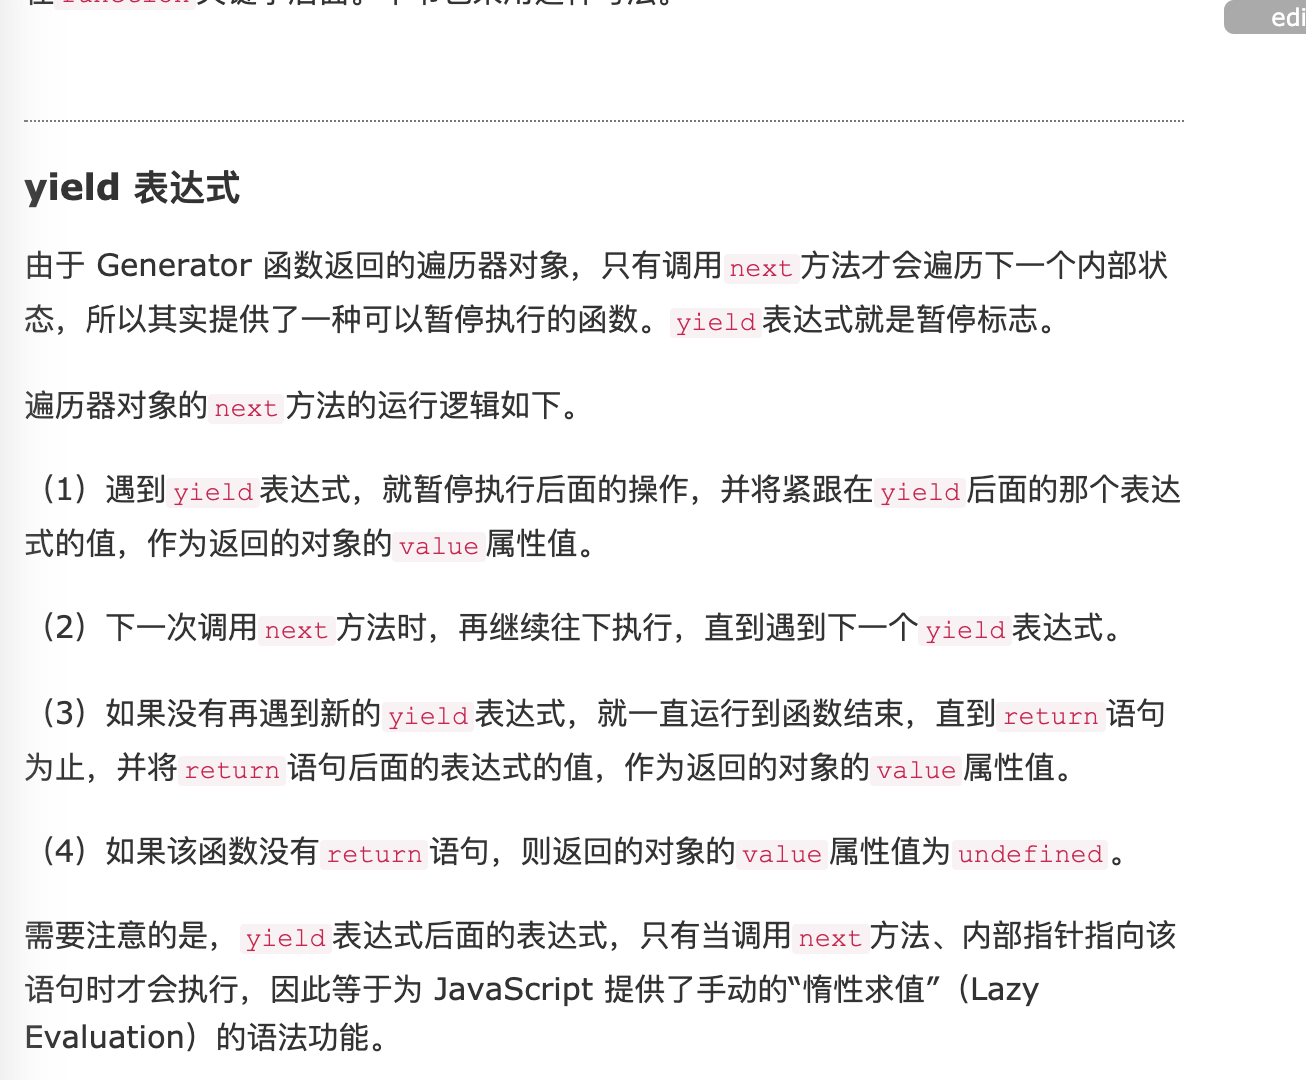 edi
yield 表达式
由于 Generator 函数返回的遍历器对象，只有调用next方法才会遍历下一个内部状
态，所以其实提供了一种可以暂停执行的函数。yield表达式就是暂停标志。
遍历器对象的next方法的运行逻辑如下。
（1）遇到yield表达式，就暂停执行后面的操作，并将紧跟在yield后面的那个表达
式的值，作为返回的对象的value属性值。
（2）下一次调用next方法时，再继续往下执行，直到遇到下一个yield表达式。
（3）如果没有再遇到新的yield表达式，就一直运行到函数结束，直到return语句
为止，并将return语句后面的表达式的值，作为返回的对象的value属性值。
（4）如果该函数没有return语句，则返回的对象的value属性值为undefined。
需要注意的是，yield表达式后面的表达式，只有当调用next方法、内部指针指向该
语句时才会执行，因此等于为 JavaScript 提供了手动的“惰性求值”（Lazy
Evaluation）的语法功能。